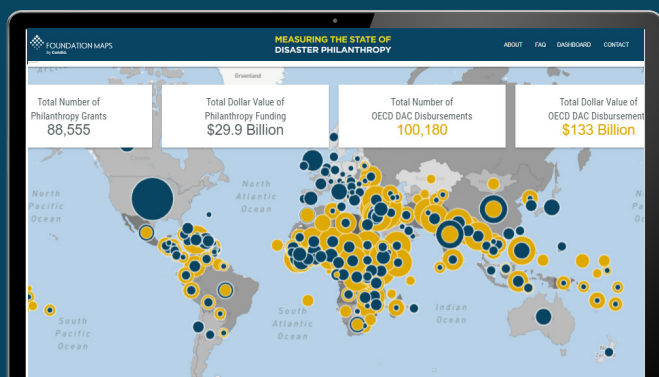 FOUNDATION MAPS
by Candid.
MEASURING THE STATE OF
DISASTER PHILANTHROPY
ABOUT FAQ DASHBOARD CONTACT
Arctic
Greenland
Total Number of
Philanthropy Grants
88,555
Total Dollar Value of
Philanthropy Funding
$29.9 Billion
Total Number of
OECD DAC Disbursements
100,180
Total Dollar Value of
OECD DAC Disbursement
$133 Billion
North
Pacific
Ocean
North
Atlantic
Ocean
South
Pacific
Ocean
South
Atlantic
Ocean
Indian
Ocean